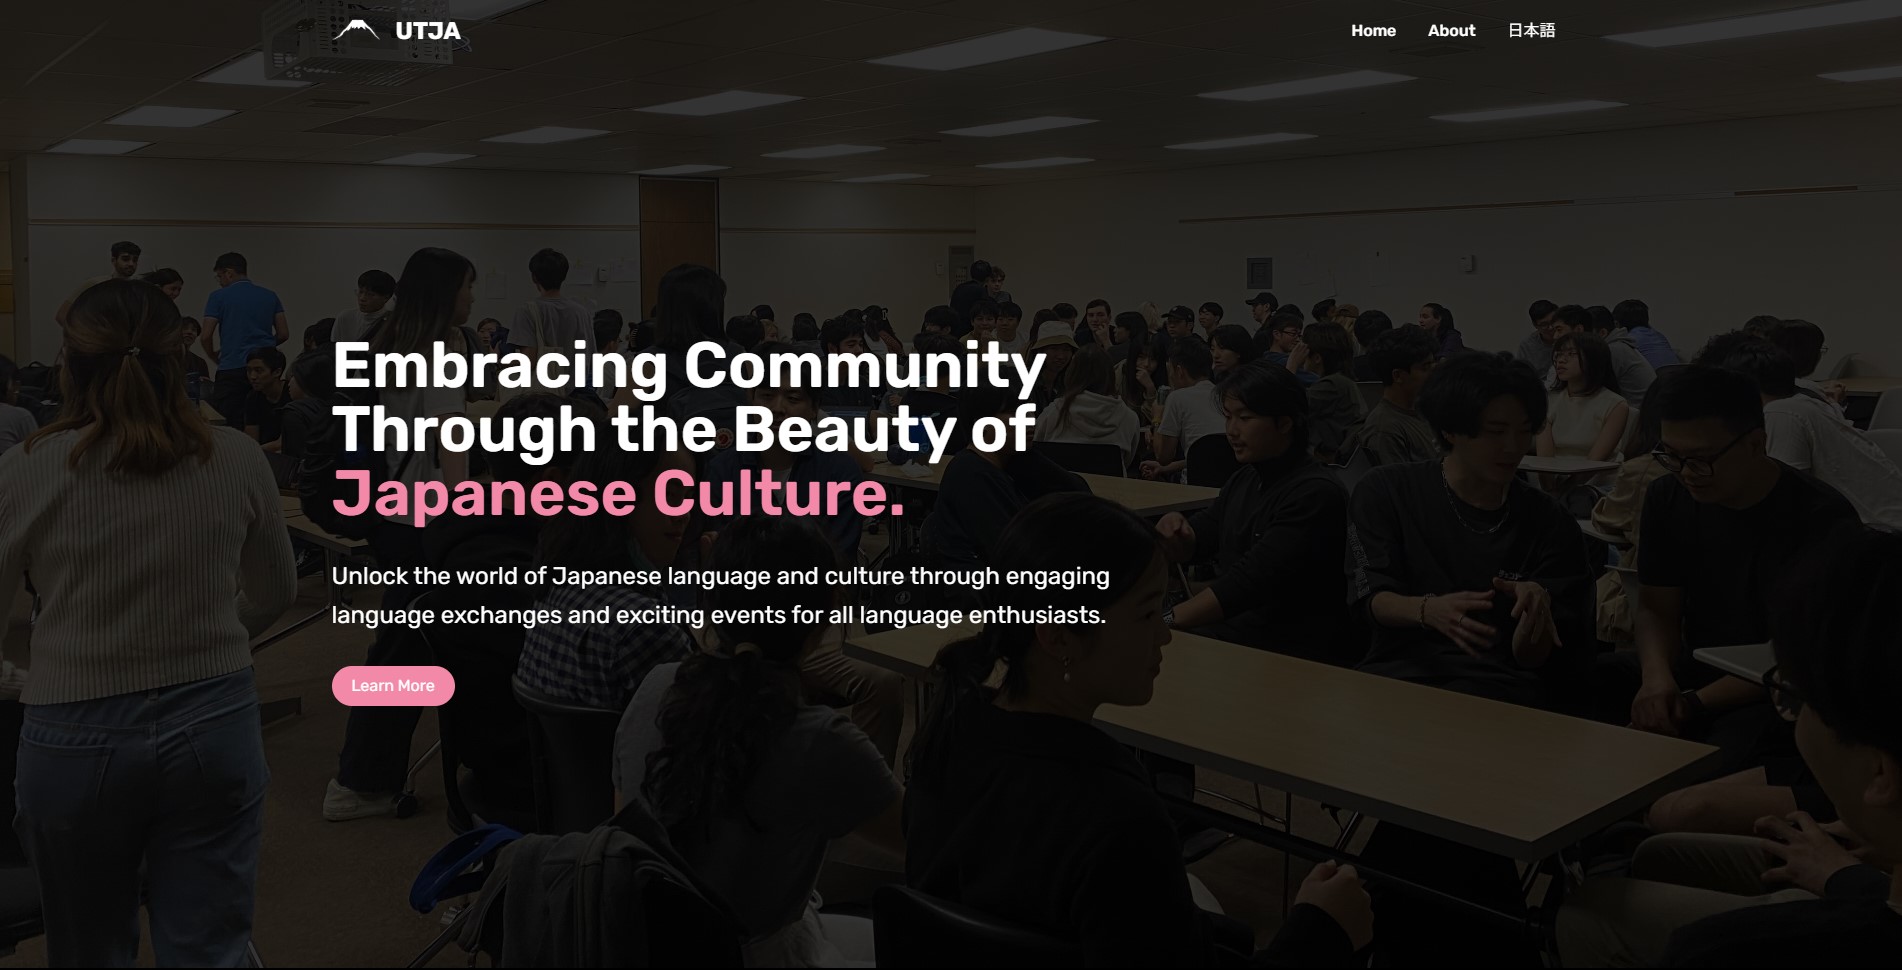 UTJA
Home
About
日本語
Embracing Community
Through the Beauty of
Japanese Culture.
Unlock the world of Japanese language and culture through engaging
language exchanges and exciting events for all language enthusiasts.
Learn More